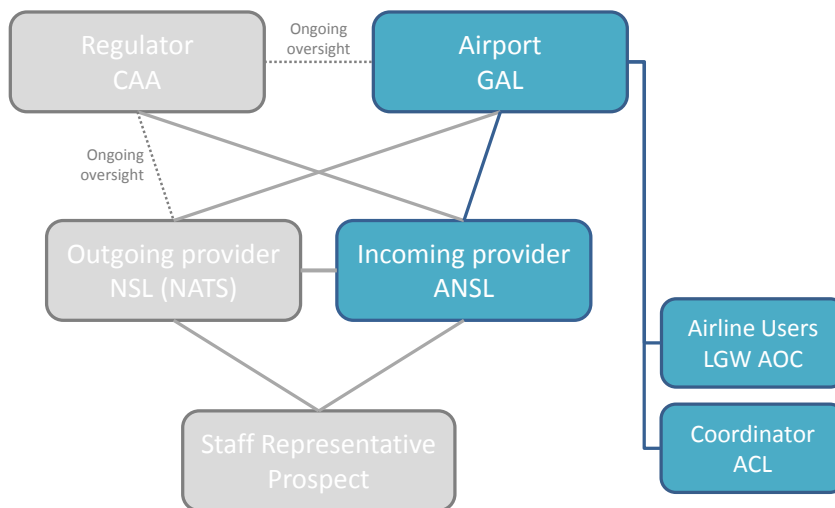 Regulator
CAA
Ongoing
oversight
Airport
GAL
Ongoing
oversight
Outgoing provider
NSL (NATS)
Incoming provider
ANSL
Airline Users
LGW AOC
Coordinator
ACL
Staff Representative
Prospect